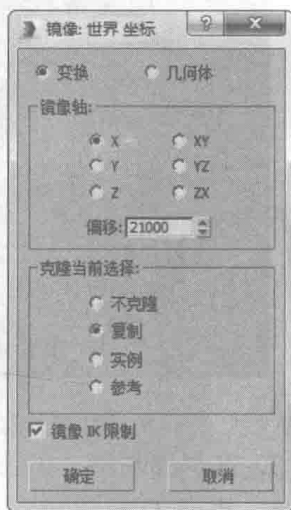 镜像: 世界 坐标
变换 几何体
镜像轴:
X XY
Y YZ
Z ZX
偏移: 21000
克隆当前选择:
不克隆
复制
实例
参考
镜像 IK 限制
确定 取消